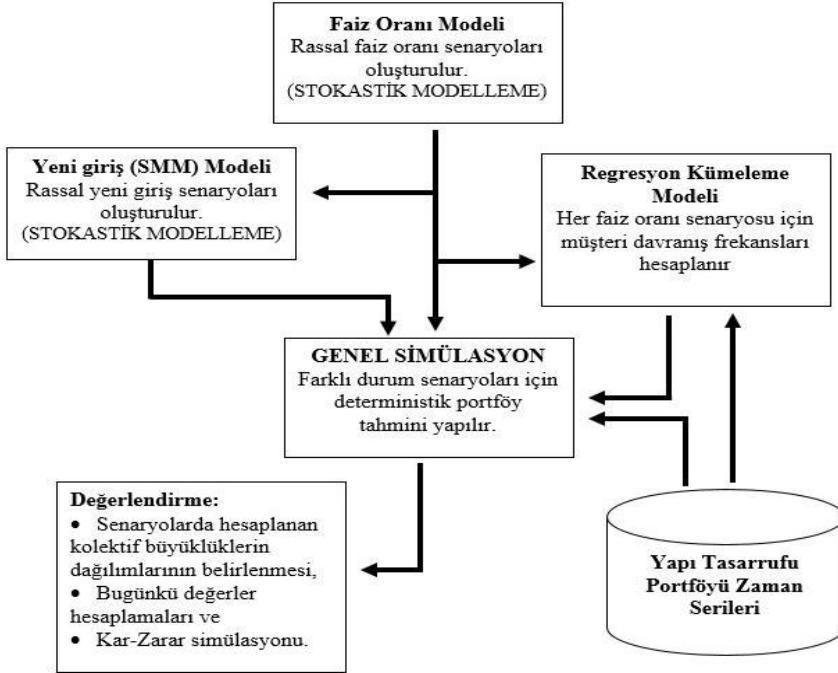 Faiz Oranı Modeli
Rassal faiz oranı senaryoları
oluşturulur.
(STOKASTİK MODELLEME)
Yeni giriş (SMM) Modeli
Rassal yeni giriş senaryoları
oluşturulur.
(STOKASTİK MODELLEME)
Regresyon Kümeleme
Modeli
Her faiz oranı senaryosu için
müşteri davranış frekansları
hesaplanır
GENEL SİMÜLASYON
Farklı durum senaryoları için
deterministik portföy
tahmini yapılır.
Değerlendirme:
• Senaryolarda hesaplanan
kolektif büyüklüklerin
dağılımlarının belirlenmesi,
• Bugünkü değerler
hesaplamaları ve
• Kar-Zarar simülasyonu.
Yapı Tasarrufu
Portföyü Zaman
Serileri